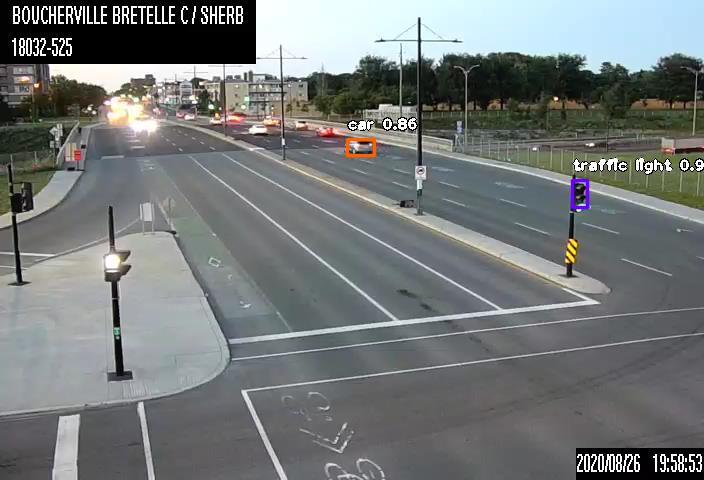 BOUCHERVILLE BRETELLE C / SHERB
18032-525
car 0.86
traffic light 0.9
2020/08/26 19:58:53